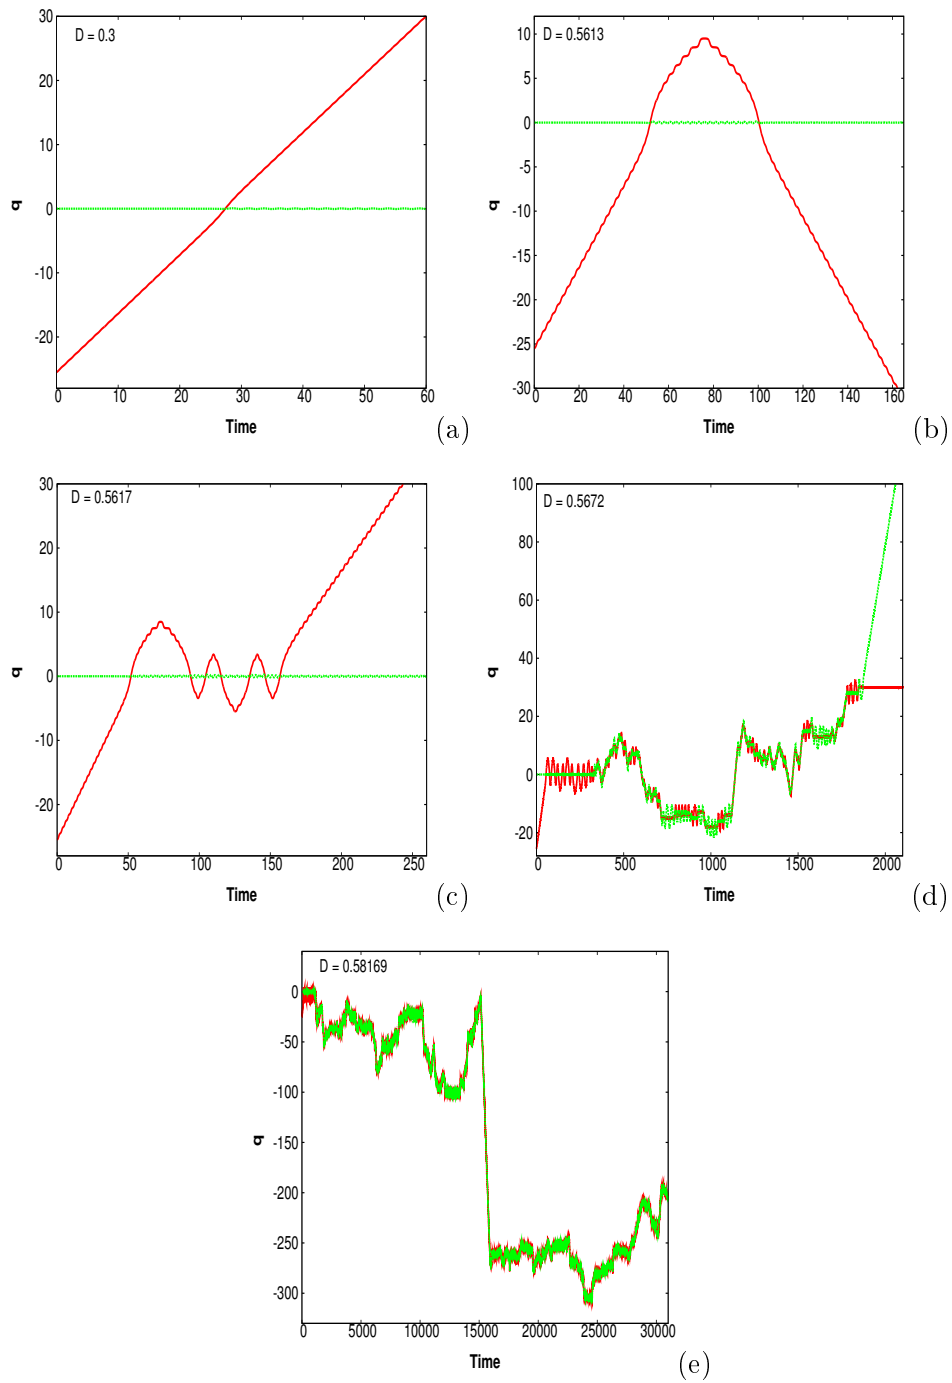 D = 0.3
30
20
10
0
-10
-20
q
0 10 20 30 40 50 60
Time
(a)
D = 0.5613
10
5
0
-5
-10
-15
-20
-25
-30
q
0 20 40 60 80 100 120 140 160
Time
(b)
D = 0.5617
30
20
10
0
-10
-20
q
0 50 100 150 200 250
Time
(c)
D = 0.5672
100
80
60
40
20
0
-20
q
0 500 1000 1500 2000
Time
(d)
D = 0.58169
0
-50
-100
-150
-200
-250
-300
q
0 5000 10000 15000 20000 25000 30000
Time
(e)